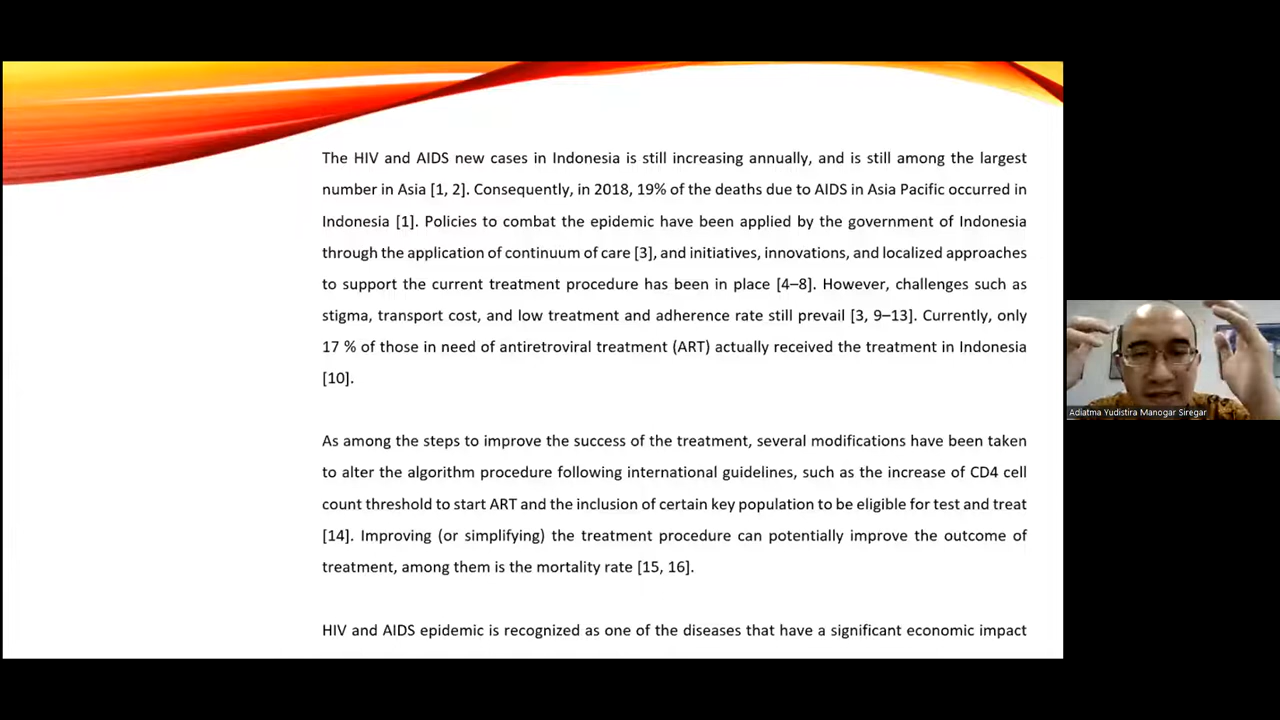 The HIV and AIDS new cases in Indonesia is still increasing annually, and is still among the largest
number in Asia [1, 2]. Consequently, in 2018, 19% of the deaths due to AIDS in Asia Pacific occurred in
Indonesia [1]. Policies to combat the epidemic have been applied by the government of Indonesia
through the application of continuum of care [3], and initiatives, innovations, and localized approaches
to support the current treatment procedure has been in place [4–8]. However, challenges such as
stigma, transport cost, and low treatment and adherence rate still prevail [3, 9–13]. Currently, only
17 % of those in need of antiretroviral treatment (ART) actually received the treatment in Indonesia
[10].
As among the steps to improve the success of the treatment, several modifications have been taken
to alter the algorithm procedure following international guidelines, such as the increase of CD4 cell
count threshold to start ART and the inclusion of certain key population to be eligible for test and treat
[14]. Improving (or simplifying) the treatment procedure can potentially improve the outcome of
treatment, among them is the mortality rate [15, 16].
HIV and AIDS epidemic is recognized as one of the diseases that have a significant economic impact
Adiatma Yudistira Manogar Siregar